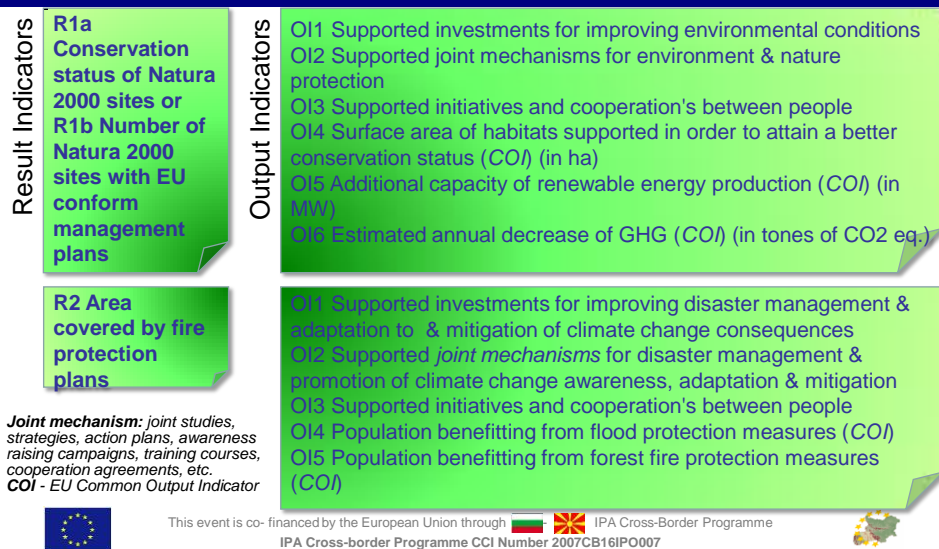 Result Indicators
R1a
Conservation
status of Natura
2000 sites or
R1b Number of
Natura 2000
sites with EU
conform
management
plans
Output Indicators
OI1 Supported investments for improving environmental conditions
OI2 Supported joint mechanisms for environment & nature
protection
OI3 Supported initiatives and cooperation's between people
OI4 Surface area of habitats supported in order to attain a better
conservation status (COI) (in ha)
OI5 Additional capacity of renewable energy production (COI) (in
MW)
OI6 Estimated annual decrease of GHG (COI) (in tones of CO2 eq.)
R2 Area
covered by fire
protection
plans
OI1 Supported investments for improving disaster management &
adaptation to & mitigation of climate change consequences
OI2 Supported joint mechanisms for disaster management &
promotion of climate change awareness, adaptation & mitigation
OI3 Supported initiatives and cooperation's between people
OI4 Population benefitting from flood protection measures (COI)
OI5 Population benefitting from forest fire protection measures
(COI)
Joint mechanism: joint studies,
strategies, action plans, awareness
raising campaigns, training courses,
cooperation agreements, etc.
COI - EU Common Output Indicator
This event is co- financed by the European Union through - IPA Cross-Border Programme
IPA Cross-border Programme CCI Number 2007CB16IPO007